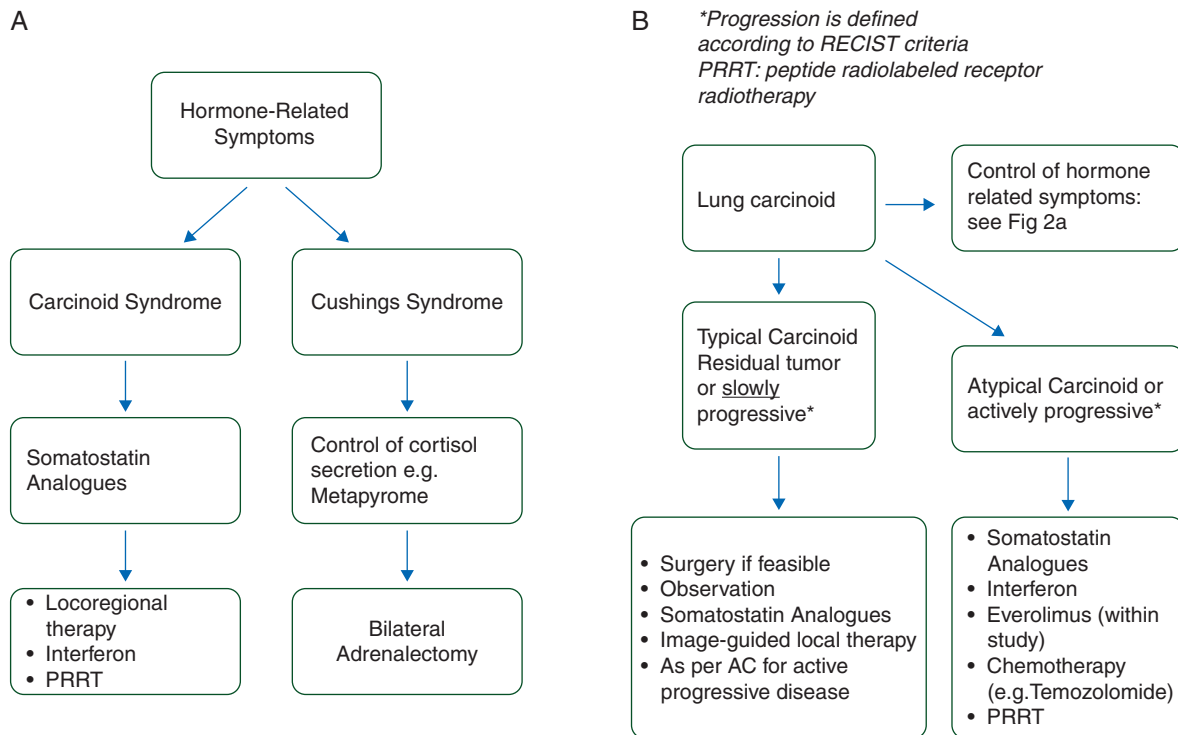 A
Hormone-Related
Symptoms
Carcinoid Syndrome
Cushings Syndrome
Somatostatin
Analogues
Control of cortisol
secretion e.g.
Metapyrome
• Locoregional
therapy
• Interferon
• PRRT
Bilateral
Adrenalectomy
B
*Progression is defined
according to RECIST criteria
PRRT: peptide radiolabeled receptor
radiotherapy
Lung carcinoid
Control of hormone
related symptoms:
see Fig 2a
Typical Carcinoid
Residual tumor
or slowly
progressive*
Atypical Carcinoid or
actively progressive*
• Surgery if feasible
• Observation
• Somatostatin Analogues
• Image-guided local therapy
• As per AC for active
progressive disease
• Somatostatin
Analogues
• Interferon
• Everolimus (within
study)
• Chemotherapy
(e.g.Temozolomide)
• PRRT